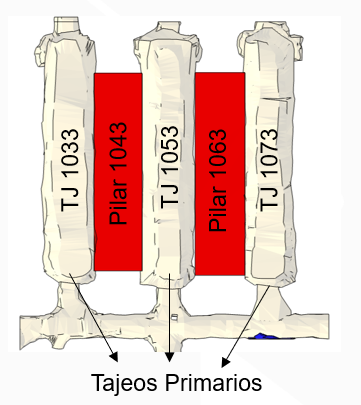 TJ 1033
Pilar 1043
TJ 1053
Pilar 1063
TJ 1073
Tajeos Primarios